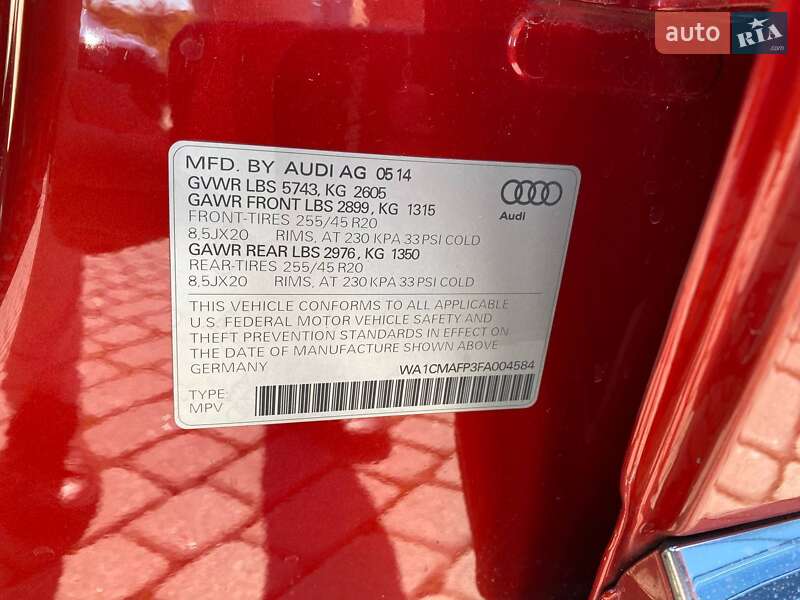 auto RIA .com
MFD. BY AUDI AG 05 14
GVWR LBS 5743, KG 2605
GAWR FRONT LBS 2899, KG 1315
FRONT-TIRES 255/45 R20
8,5JX20 RIMS, AT 230 KPA 33 PSI COLD
GAWR REAR LBS 2976, KG 1350
REAR-TIRES 255/45 R20
8,5JX20 RIMS, AT 230 KPA 33 PSI COLD
Audi
THIS VEHICLE CONFORMS TO ALL APPLICABLE
U.S. FEDERAL MOTOR VEHICLE SAFETY AND
THEFT PREVENTION STANDARDS IN EFFECT ON
THE DATE OF MANUFACTURE SHOWN ABOVE.
GERMANY WA1CMAFP3FA004584
TYPE:
MPV